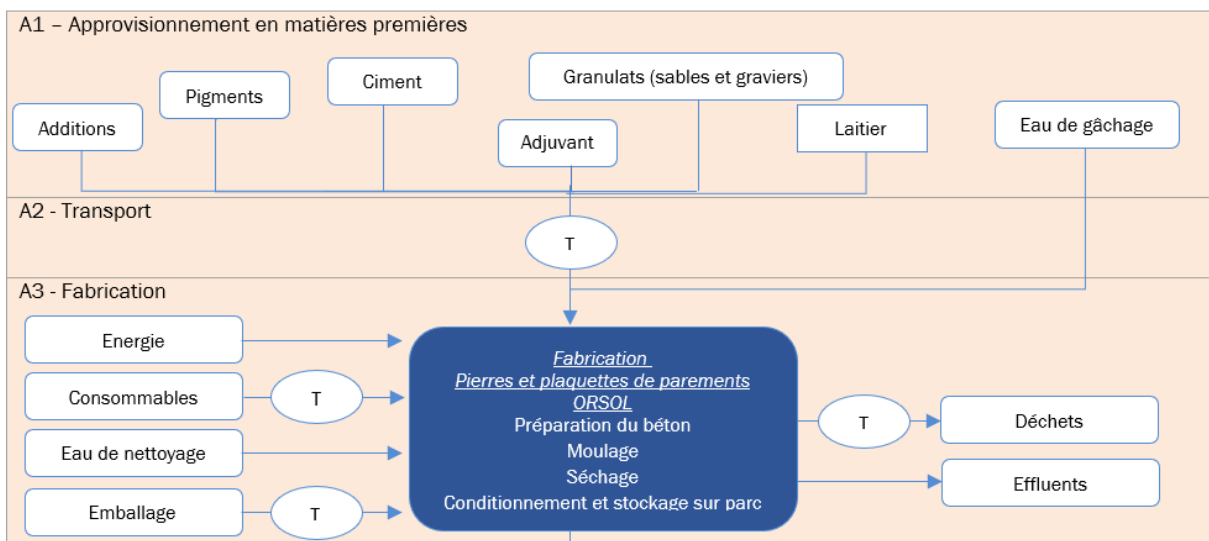 A1 – Approvisionnement en matières premières
Additions
Pigments
Ciment
Granulats (sables et graviers)
Adjuvant
Laitier
Eau de gâchage
A2 - Transport
T
A3 - Fabrication
Energie
Consommables
T
Eau de nettoyage
Emballage
T
Fabrication
Pierres et plaquettes de parements
ORSOL
Préparation du béton
Moulage
Séchage
Conditionnement et stockage sur parc
T
Déchets
Effluents